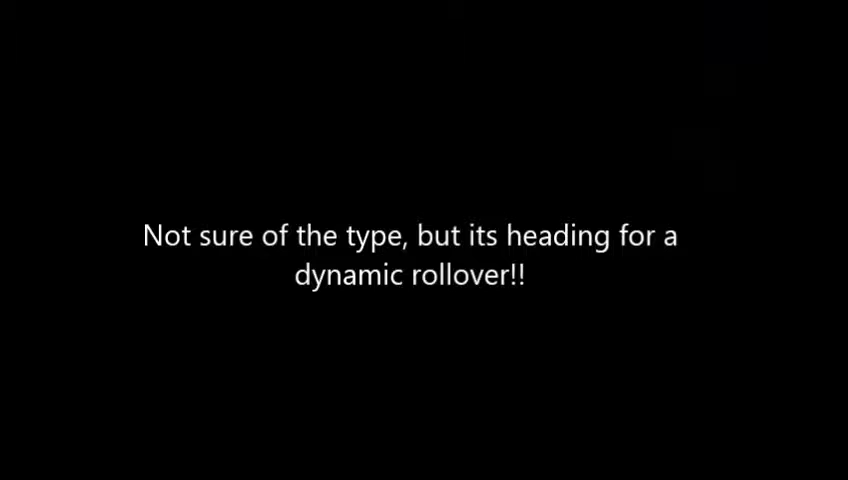 Not sure of the type, but its heading for a
dynamic rollover!!